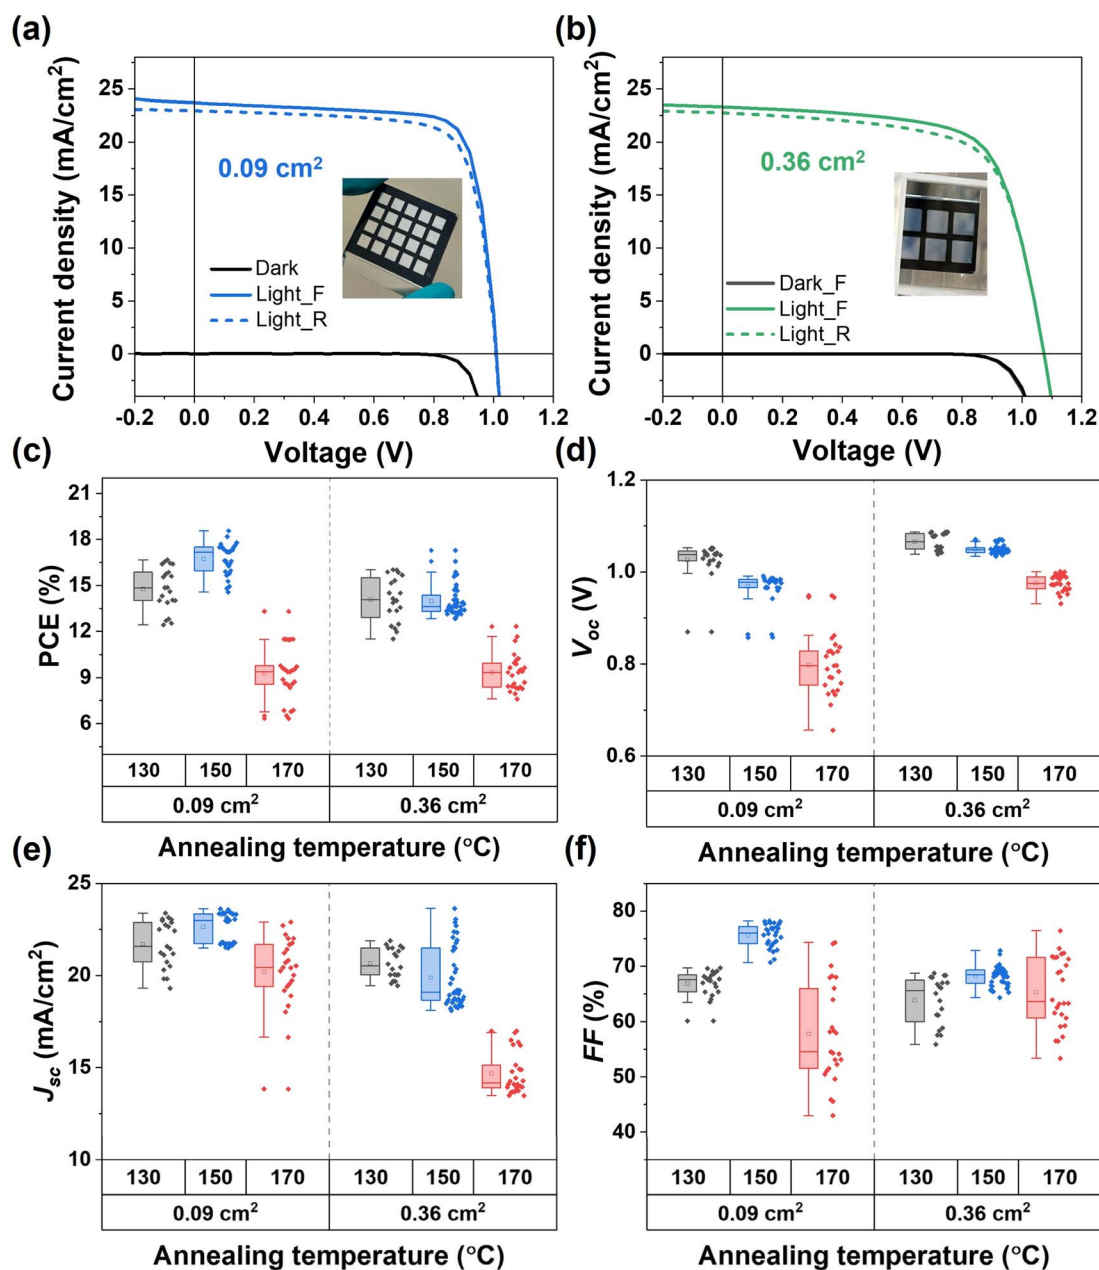 (a)
Current density (mA/cm²)
25
20
15
10
5
0
0.09 cm²
Dark
Light_F
Light_R
-0.2 0.0 0.2 0.4 0.6 0.8 1.0 1.2
Voltage (V)
(b)
Current density (mA/cm²)
25
20
15
10
5
0
0.36 cm²
Dark_F
Light_F
Light_R
-0.2 0.0 0.2 0.4 0.6 0.8 1.0 1.2
Voltage (V)
(c)
PCE (%)
21
18
15
12
9
6
130 150 170 130 150 170
0.09 cm² 0.36 cm²
Annealing temperature (°C)
(d)
Voc (V)
1.2
1.0
0.8
0.6
130 150 170 130 150 170
0.09 cm² 0.36 cm²
Annealing temperature (°C)
(e)
Jsc (mA/cm²)
25
20
15
10
130 150 170 130 150 170
0.09 cm² 0.36 cm²
Annealing temperature (°C)
(f)
FF (%)
80
70
60
50
40
130 150 170 130 150 170
0.09 cm² 0.36 cm²
Annealing temperature (°C)